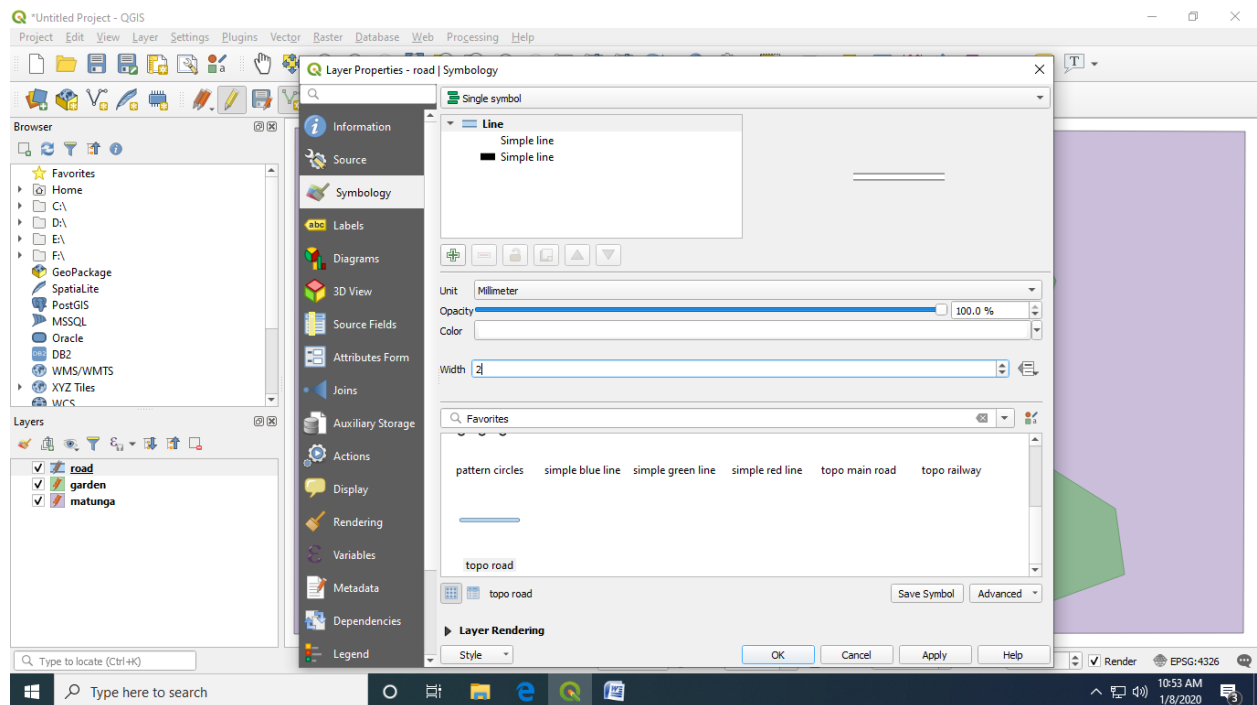 *Untitled Project - QGIS
Project Edit View Layer Settings Plugins Vector Raster Database Web Processing Help
T
Browser
Favorites
Home
C:\
D:\
E:\
F:\
GeoPackage
SpatiaLite
PostGIS
MSSQL
Oracle
DB2 DB2
WMS/WMTS
XYZ Tiles
WCS
Layers
road
garden
matunga
Type to locate (Ctrl+K)
Layer Properties - road | Symbology
Information
Source
Symbology
abc Labels
Diagrams
3D View
Source Fields
Attributes Form
Joins
Auxiliary Storage
Actions
Display
Rendering
Variables
Metadata
Dependencies
Legend
Single symbol
Line
Simple line
Simple line
Unit Millimeter
Opacity 100.0 %
Color
Width 2
Favorites
pattern circles simple blue line simple green line simple red line topo main road topo railway
topo road
topo road Save Symbol Advanced
Layer Rendering
Style OK Cancel Apply Help
Render EPSG:4326
Type here to search
10:53 AM
1/8/2020
3